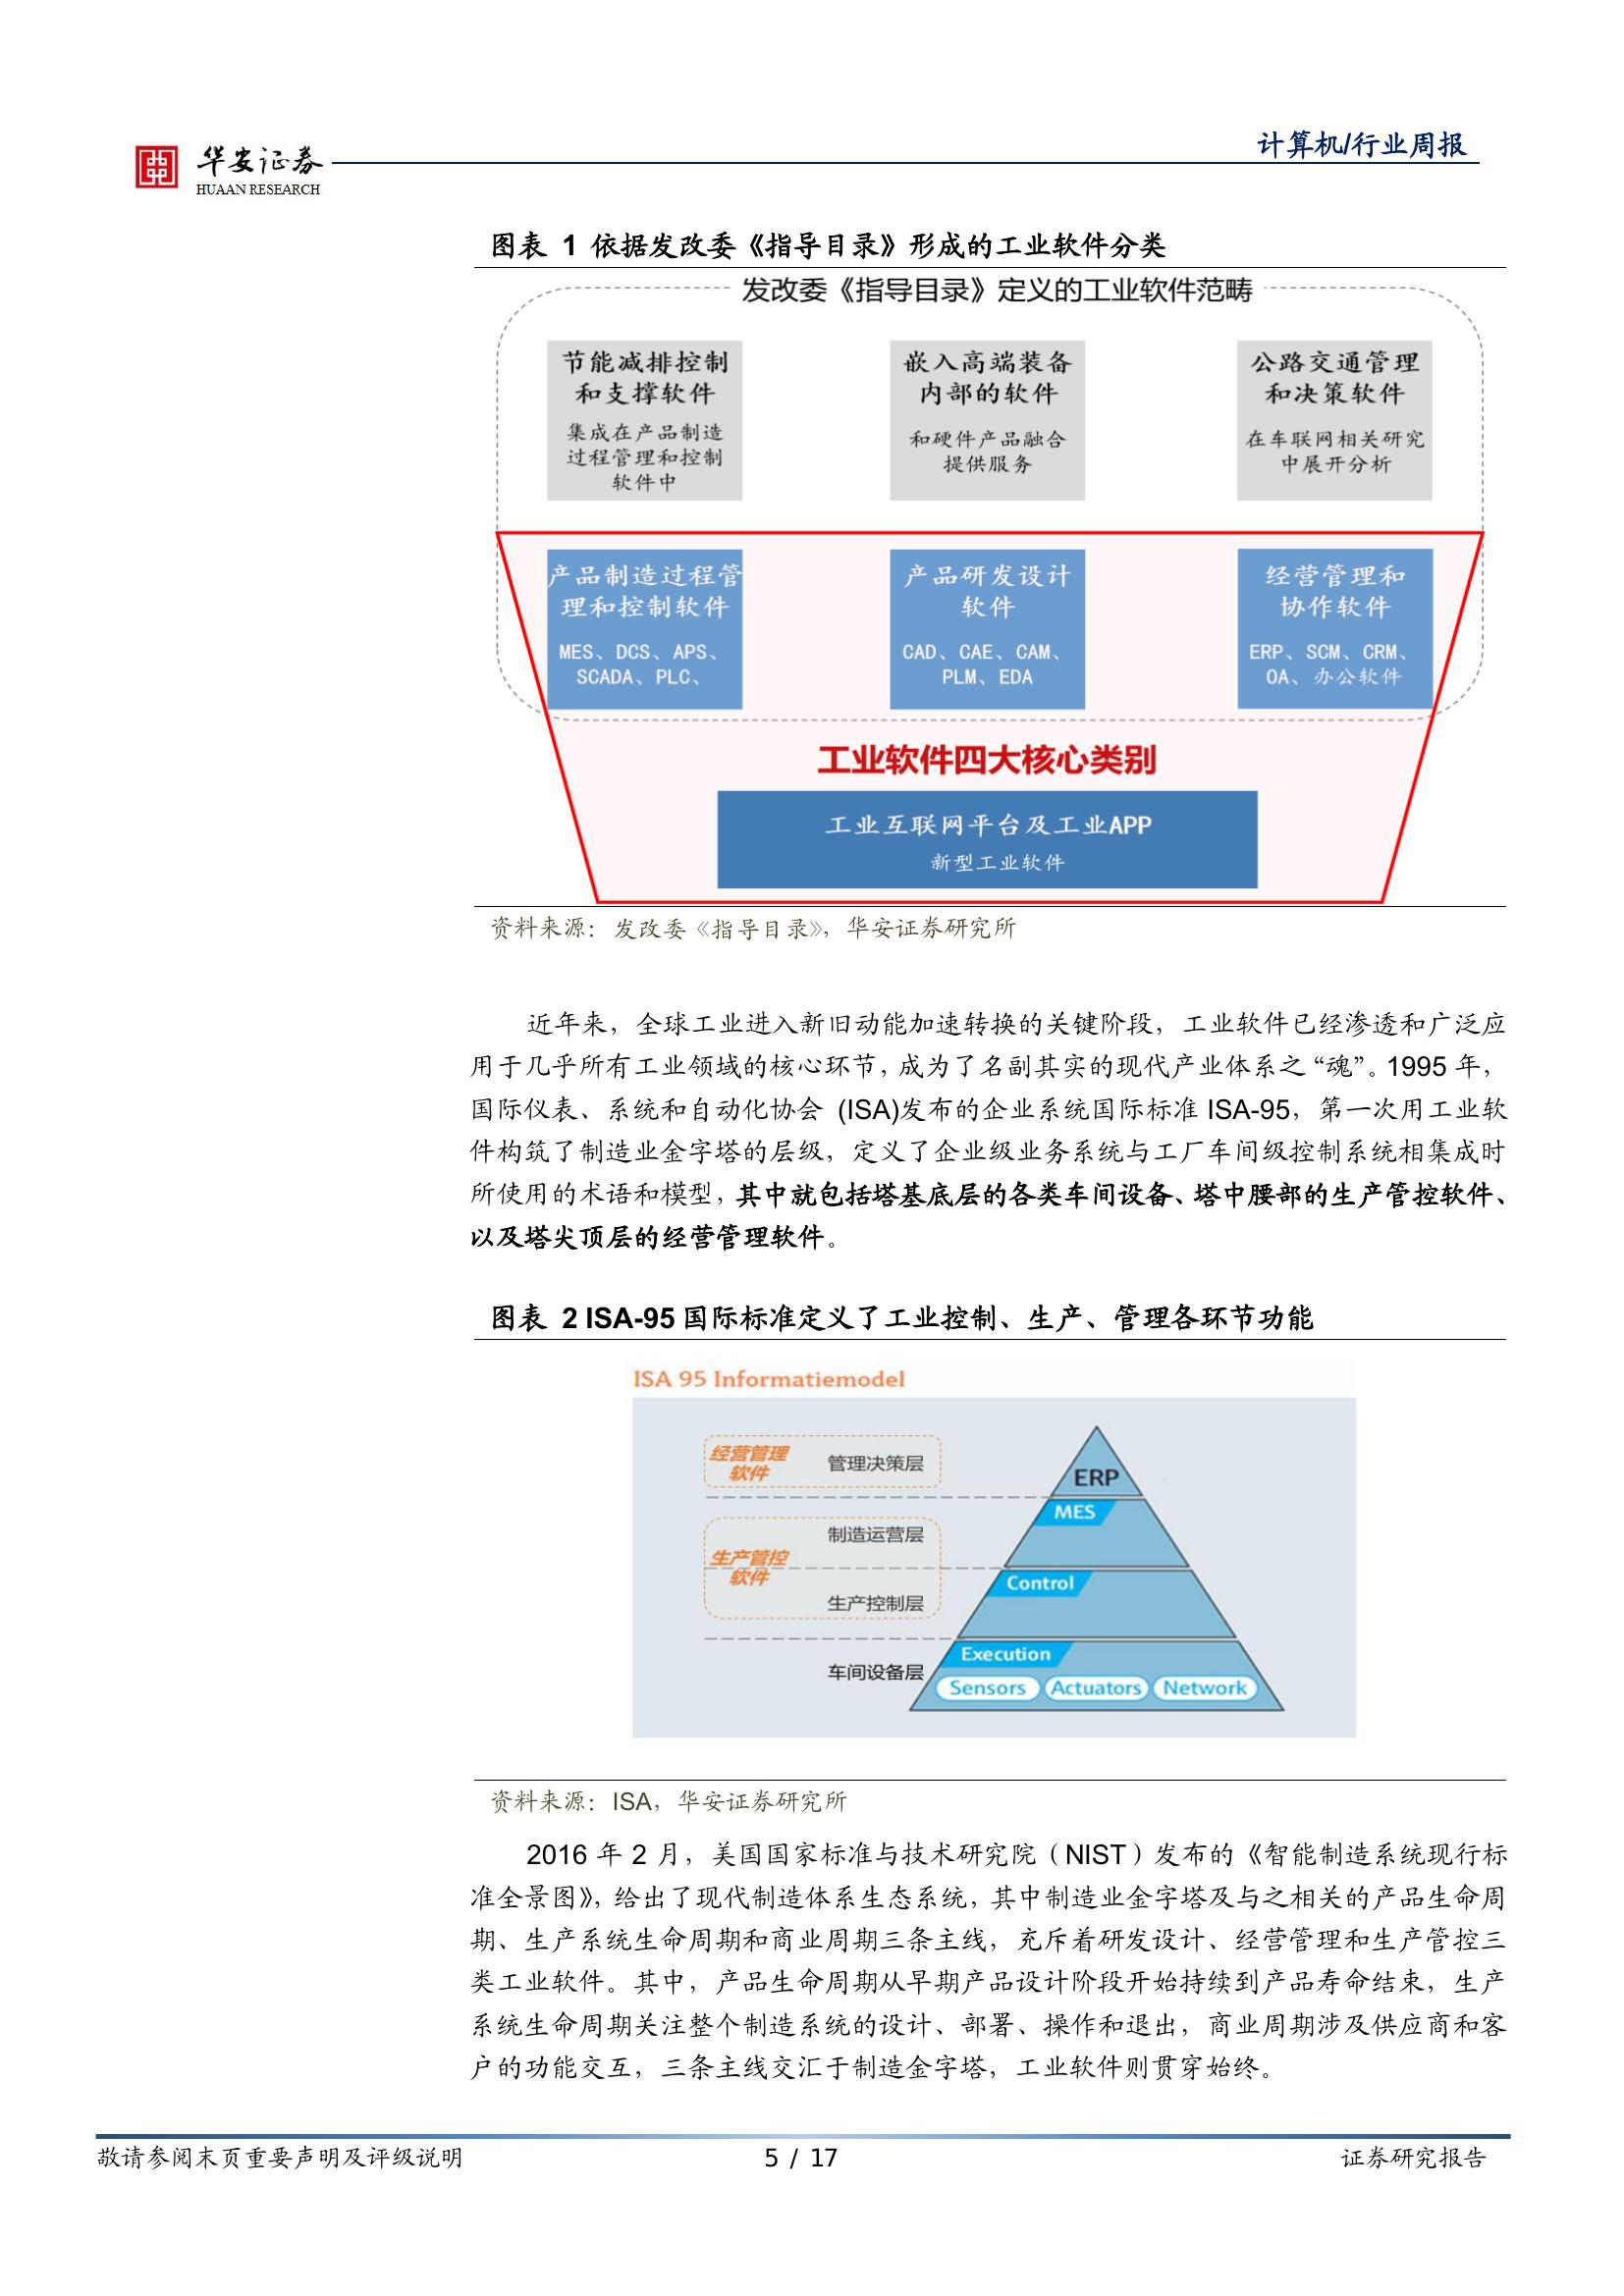 华安证券
HUAAN RESEARCH
计算机/行业周报
图表 1 依据发改委《指导目录》形成的工业软件分类
发改委《指导目录》定义的工业软件范畴
节能减排控制
和支撑软件
集成在产品制造
过程管理和控制
软件中
嵌入高端装备
内部的软件
和硬件产品融合
提供服务
公路交通管理
和决策软件
在车联网相关研究
中展开分析
产品制造过程管
理和控制软件
MES、DCS、APS、
SCADA、PLC、
产品研发设计
软件
CAD、CAE、CAM、
PLM、EDA
经营管理和
协作软件
ERP、SCM、CRM、
OA、办公软件
工业软件四大核心类别
工业互联网平台及工业APP
新型工业软件
资料来源：发改委《指导目录》，华安证券研究所
近年来，全球工业进入新旧动能加速转换的关键阶段，工业软件已经渗透和广泛应
用于几乎所有工业领域的核心环节，成为了名副其实的现代产业体系之“魂”。1995 年，
国际仪表、系统和自动化协会 (ISA)发布的企业系统国际标准 ISA-95，第一次用工业软
件构筑了制造业金字塔的层级，定义了企业级业务系统与工厂车间级控制系统相集成时
所使用的术语和模型，其中就包括塔基底层的各类车间设备、塔中腰部的生产管控软件、
以及塔尖顶层的经营管理软件。
图表 2 ISA-95 国际标准定义了工业控制、生产、管理各环节功能
ISA 95 Informatiemodel
经营管理
软件
管理决策层
ERP
MES
制造运营层
生产管控
软件
Control
生产控制层
Execution
车间设备层
Sensors Actuators Network
资料来源：ISA，华安证券研究所
2016 年 2 月，美国国家标准与技术研究院（NIST）发布的《智能制造系统现行标
准全景图》，给出了现代制造体系生态系统，其中制造业金字塔及与之相关的产品生命周
期、生产系统生命周期和商业周期三条主线，充斥着研发设计、经营管理和生产管控三
类工业软件。其中，产品生命周期从早期产品设计阶段开始持续到产品寿命结束，生产
系统生命周期关注整个制造系统的设计、部署、操作和退出，商业周期涉及供应商和客
户的功能交互，三条主线交汇于制造金字塔，工业软件则贯穿始终。
敬请参阅末页重要声明及评级说明
5 / 17
证券研究报告